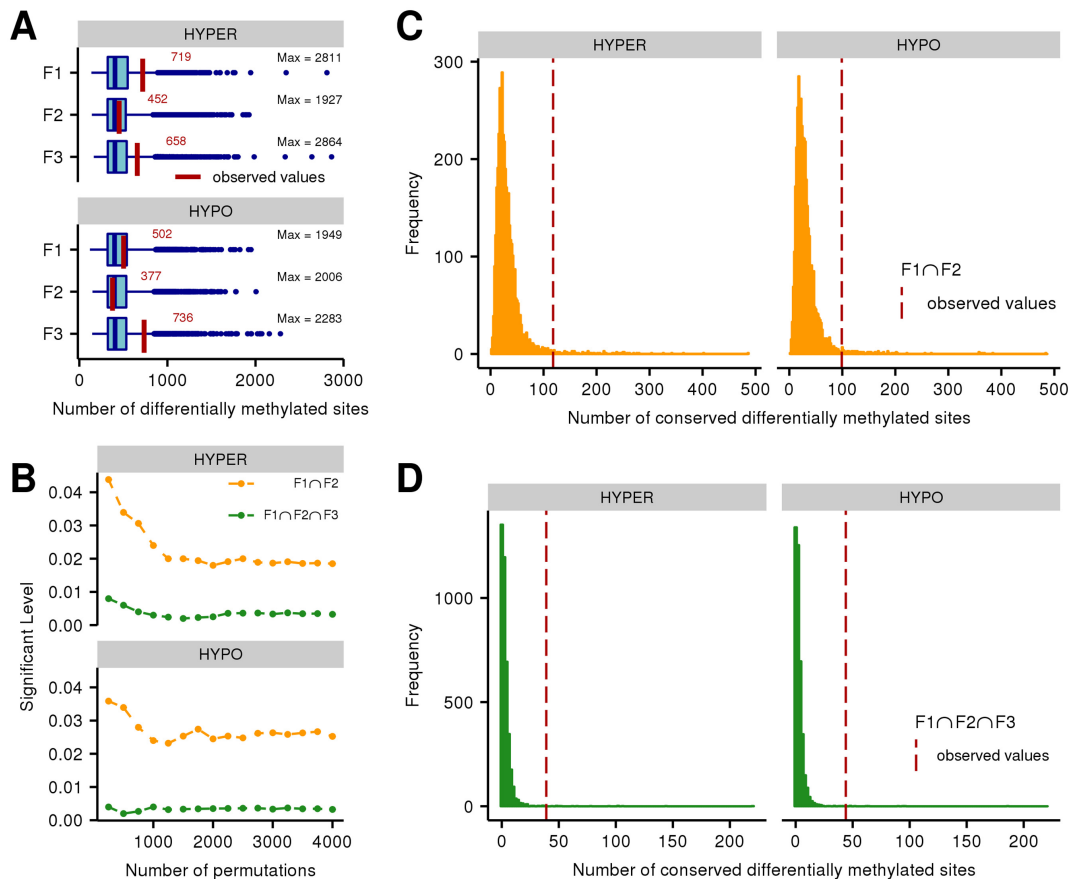 A
HYPER
F1
719
Max = 2811
F2
452
Max = 1927
F3
658
Max = 2864
observed values
HYPO
F1
502
Max = 1949
F2
377
Max = 2006
F3
736
Max = 2283
0 1000 2000 3000
Number of differentially methylated sites
B
HYPER
F1∩F2
F1∩F2∩F3
0.04
0.03
0.02
0.01
0.00
HYPO
0.04
0.03
0.02
0.01
0.00
Significant Level
1000 2000 3000 4000
Number of permutations
C
HYPER HYPO
300
200
100
0
Frequency
F1∩F2
observed values
0 100 200 300 400 500 0 100 200 300 400 500
Number of conserved differentially methylated sites
D
HYPER HYPO
1000
500
0
Frequency
F1∩F2∩F3
observed values
0 50 100 150 200 0 50 100 150 200
Number of conserved differentially methylated sites